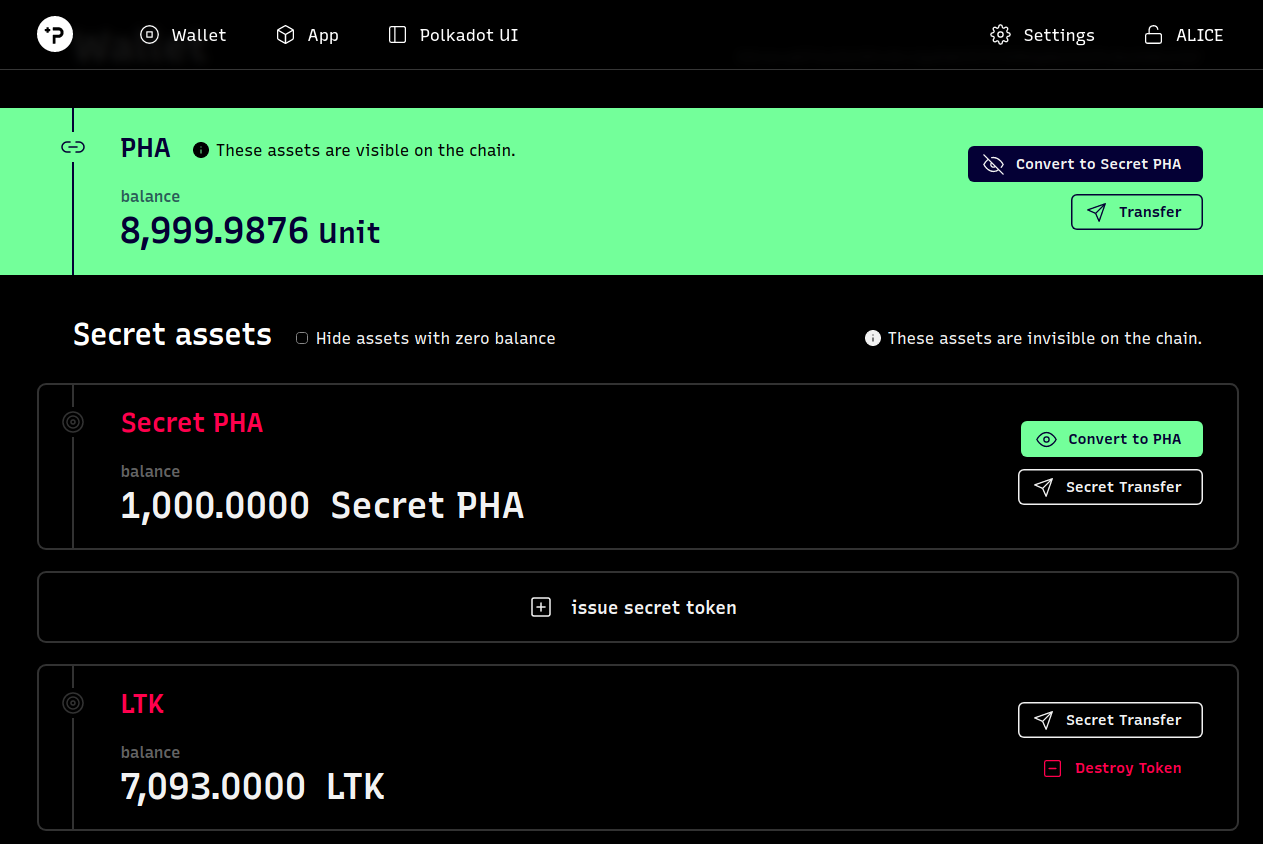 Wallet App Polkadot UI Settings ALICE
Wallet
PHA These assets are visible on the chain.
Convert to Secret PHA
balance
Transfer
8,999.9876 Unit
Secret assets Hide assets with zero balance These assets are invisible on the chain.
Secret PHA
Convert to PHA
balance
Secret Transfer
1,000.0000 Secret PHA
issue secret token
LTK
Secret Transfer
balance
Destroy Token
7,093.0000 LTK